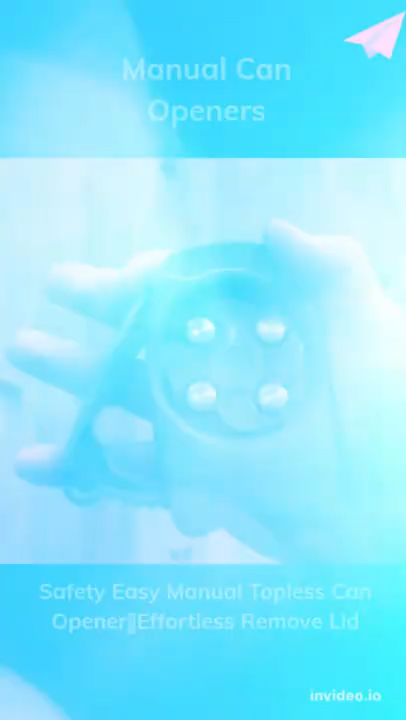 Manual Can
Openers
Safety Easy Manual Topless Can
Opener][Effortless Remove Lid
invideo.io